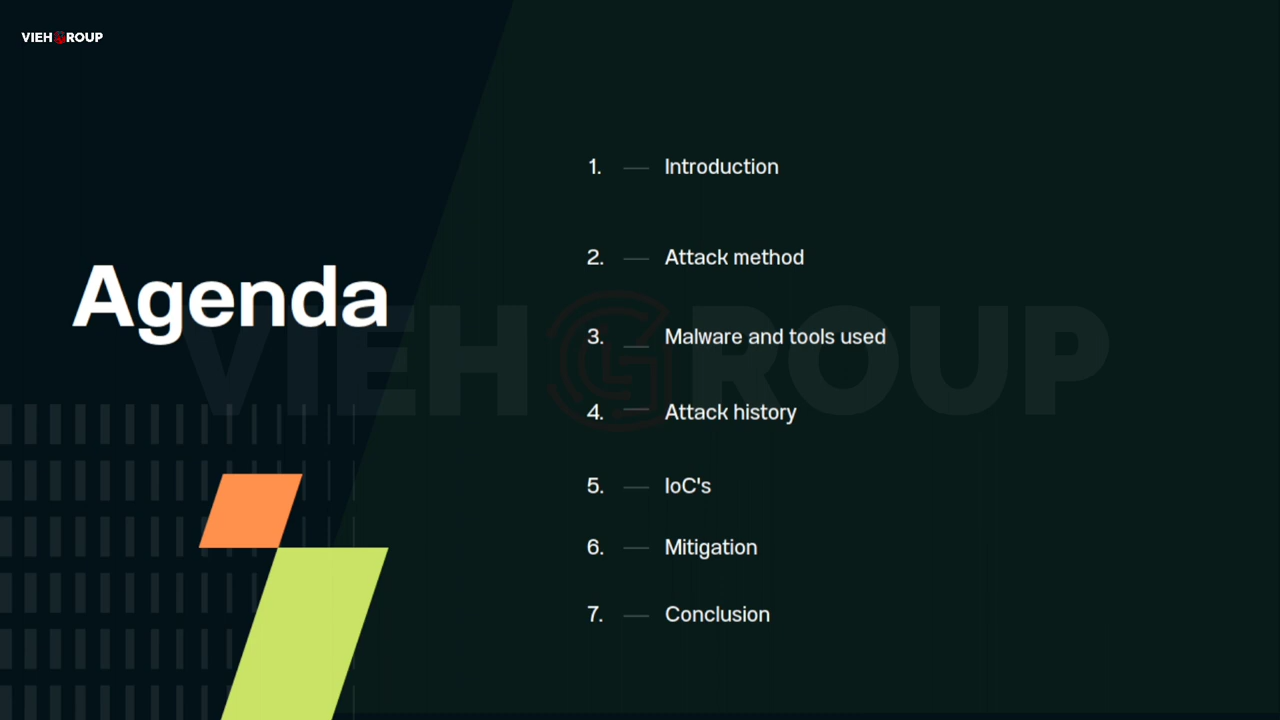 VIEHGROUP
Agenda
1. — Introduction
2. — Attack method
3. — Malware and tools used
4. — Attack history
5. — IoC's
6. — Mitigation
7. — Conclusion
VIEHGROUP